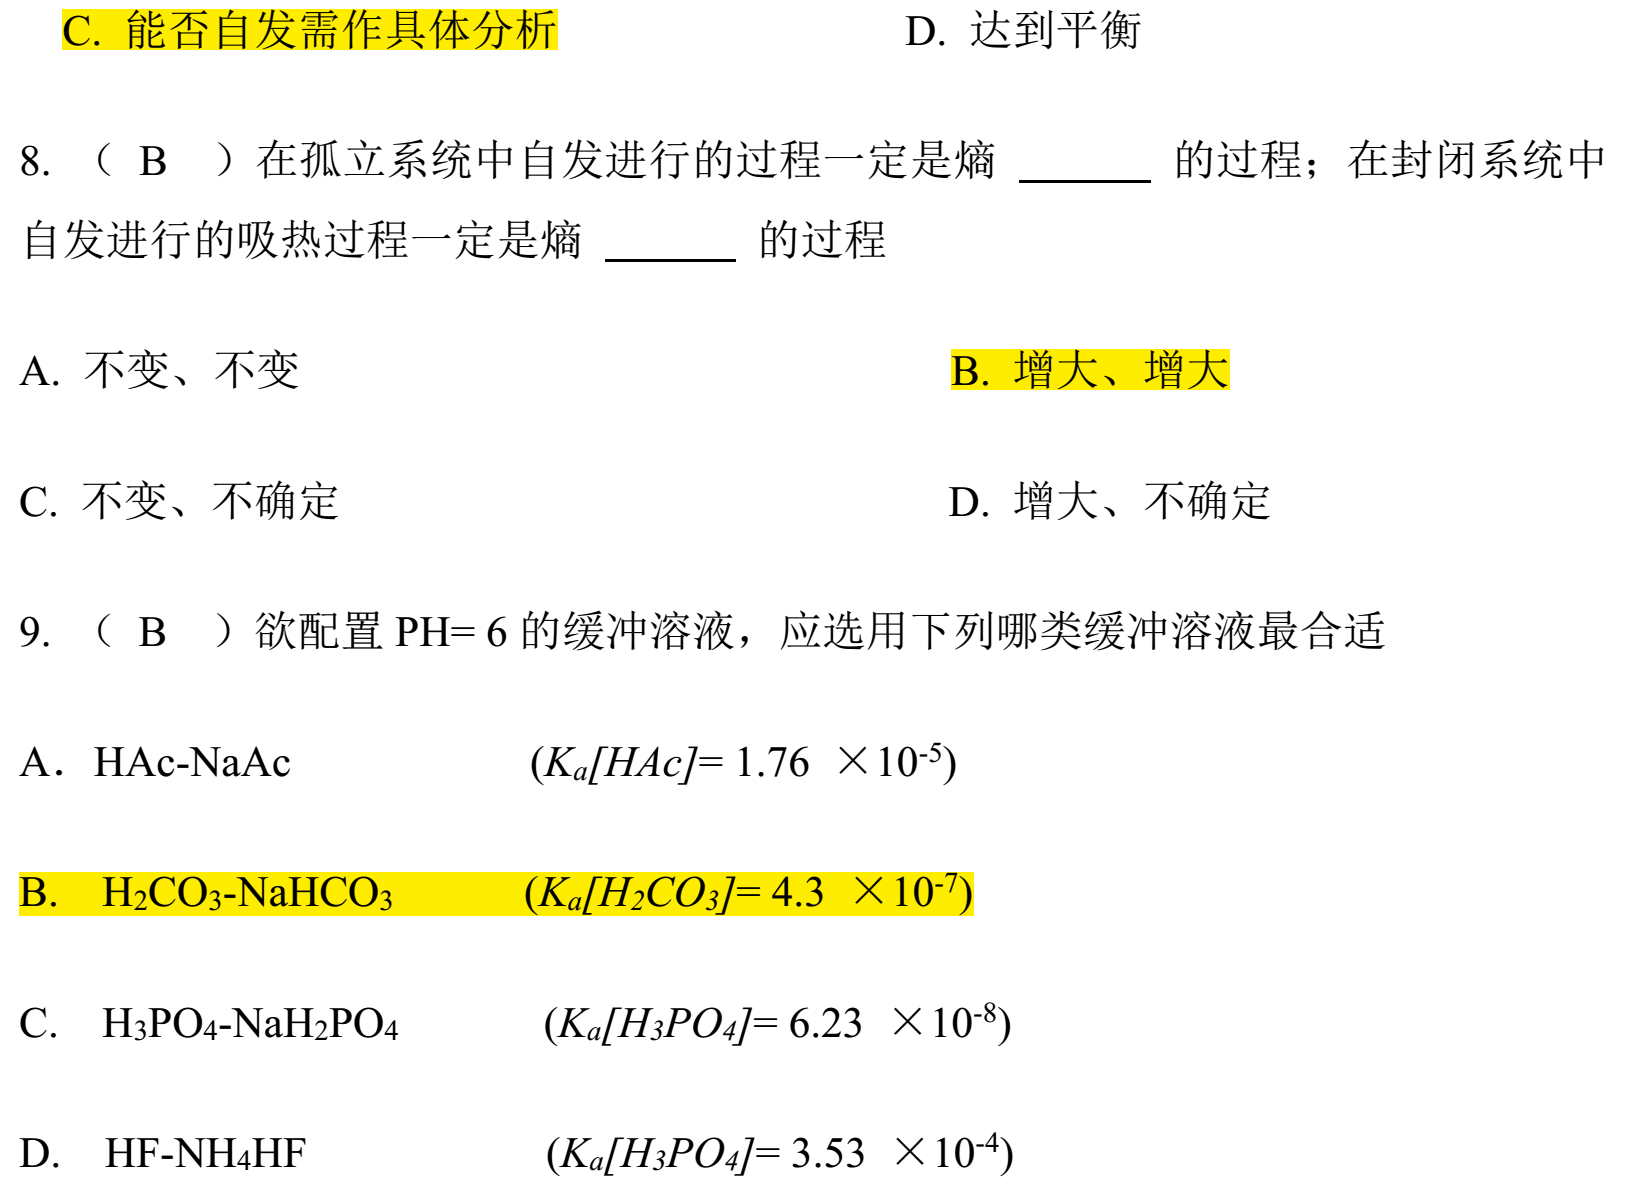 C. 能否自发需作具体分析 D. 达到平衡
8. （ B ）在孤立系统中自发进行的过程一定是熵 ______ 的过程；在封闭系统中
自发进行的吸热过程一定是熵 ______ 的过程
A. 不变、不变 B. 增大、增大
C. 不变、不确定 D. 增大、不确定
9. （ B ）欲配置 PH= 6 的缓冲溶液，应选用下列哪类缓冲溶液最合适
A．HAc-NaAc (Ka[HAc]= 1.76 ×10⁻⁵)
B. H₂CO₃-NaHCO₃ (Ka[H₂CO₃]= 4.3 ×10⁻⁷)
C. H₃PO₄-NaH₂PO₄ (Ka[H₃PO₄]= 6.23 ×10⁻⁸)
D. HF-NH₄HF (Ka[H₃PO₄]= 3.53 ×10⁻⁴)